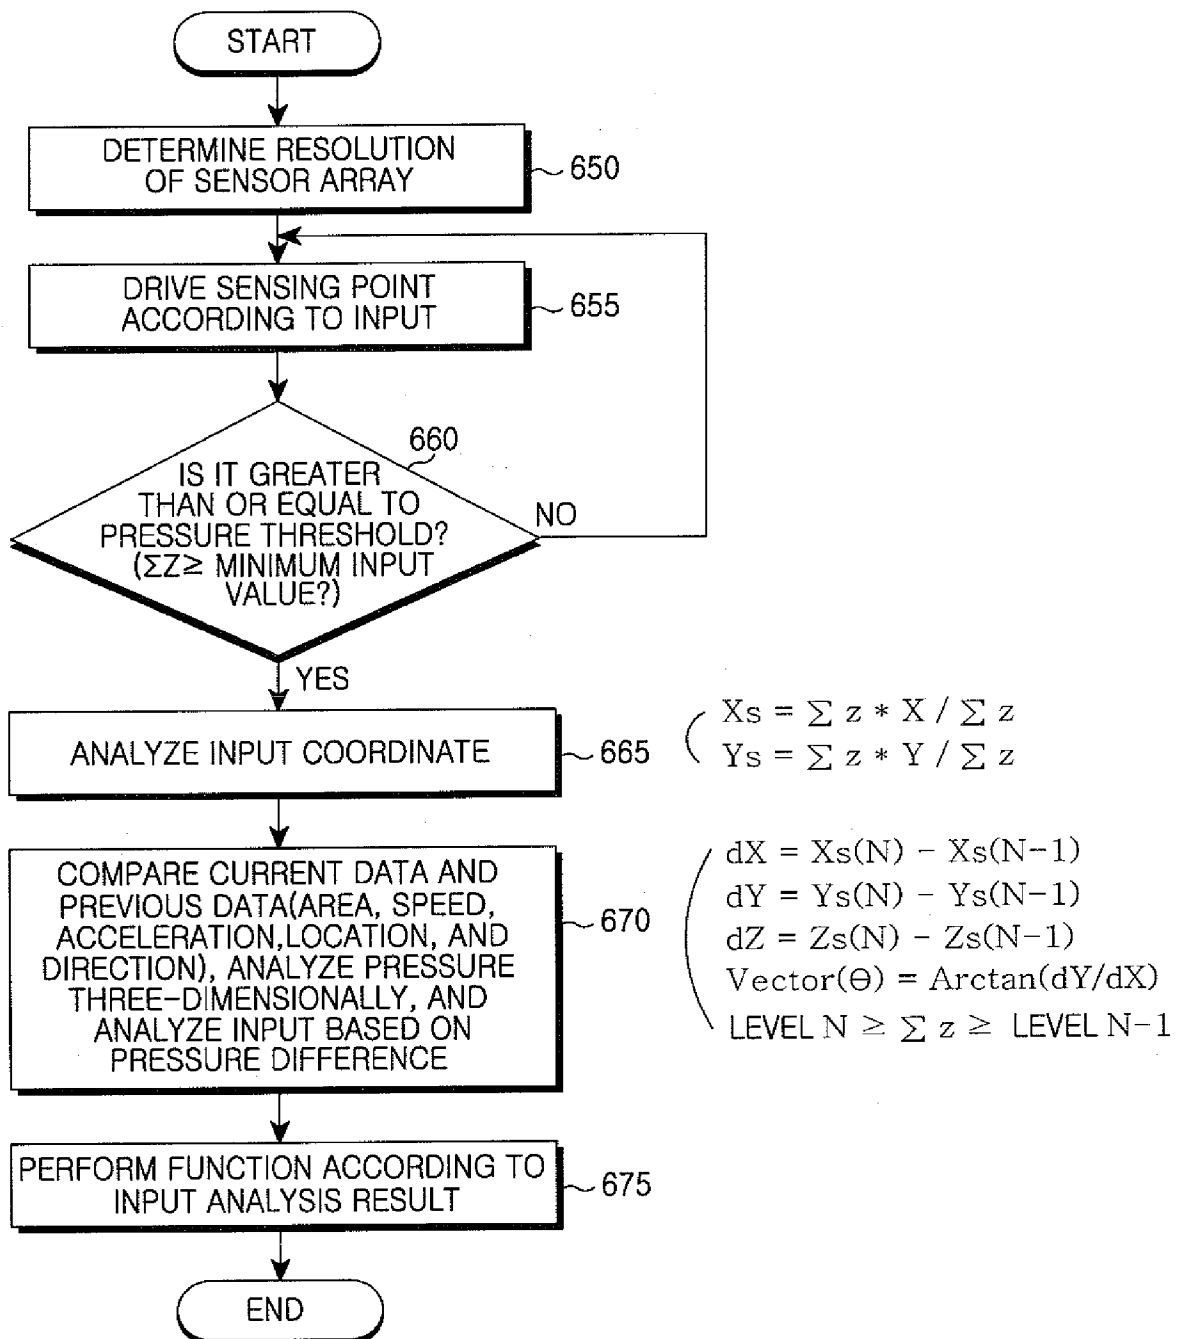 START
DETERMINE RESOLUTION
OF SENSOR ARRAY
650
DRIVE SENSING POINT
ACCORDING TO INPUT
655
660
IS IT GREATER
THAN OR EQUAL TO
PRESSURE THRESHOLD?
(ΣZ≥ MINIMUM INPUT
VALUE?)
NO
YES
ANALYZE INPUT COORDINATE
665
Xs = ∑ z * X / ∑ z
Ys = ∑ z * Y / ∑ z
COMPARE CURRENT DATA AND
PREVIOUS DATA(AREA, SPEED,
ACCELERATION,LOCATION, AND
DIRECTION), ANALYZE PRESSURE
THREE-DIMENSIONALLY, AND
ANALYZE INPUT BASED ON
PRESSURE DIFFERENCE
670
dX = Xs(N) - Xs(N-1)
dY = Ys(N) - Ys(N-1)
dZ = Zs(N) - Zs(N-1)
Vector(Θ) = Arctan(dY/dX)
LEVEL N ≥ ∑ z ≥ LEVEL N-1
PERFORM FUNCTION ACCORDING TO
INPUT ANALYSIS RESULT
675
END